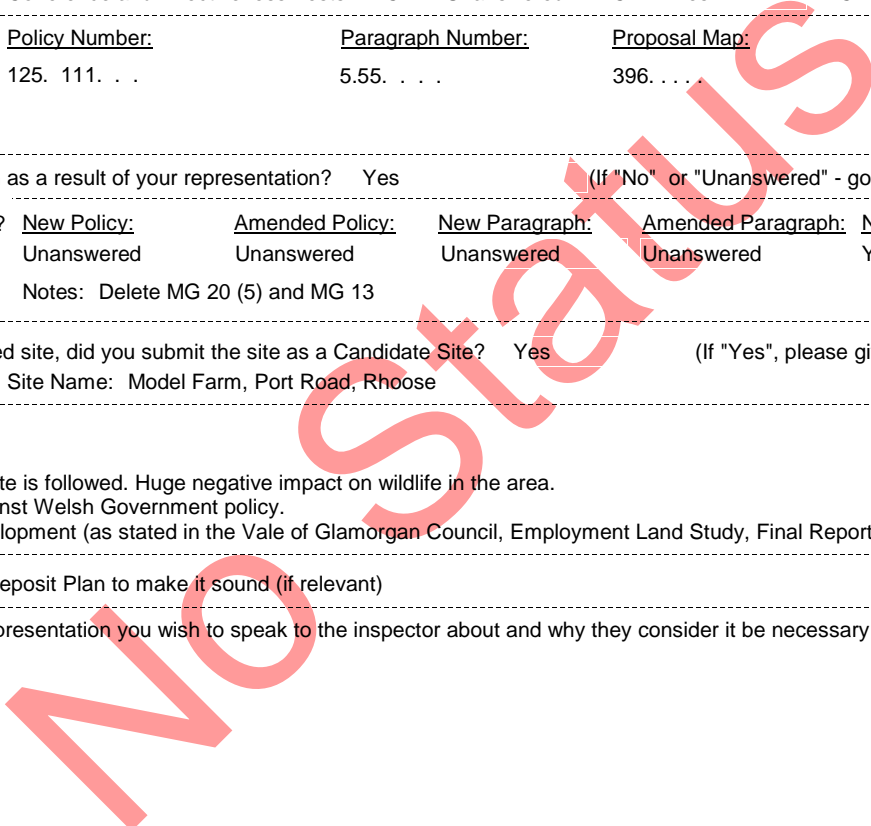 Policy Number: Paragraph Number: Proposal Map:
125. 111. . . 5.55. . . . 396. . . . .
as a result of your representation? Yes (If "No" or "Unanswered" - go
? New Policy: Amended Policy: New Paragraph: Amended Paragraph: N
Unanswered Unanswered Unanswered Unanswered Y
Notes: Delete MG 20 (5) and MG 13
ed site, did you submit the site as a Candidate Site? Yes (If "Yes", please gi
Site Name: Model Farm, Port Road, Rhoose
te is followed. Huge negative impact on wildlife in the area.
nst Welsh Government policy.
lopment (as stated in the Vale of Glamorgan Council, Employment Land Study, Final Report
eposit Plan to make it sound (if relevant)
presentation you wish to speak to the inspector about and why they consider it be necessary
No Status